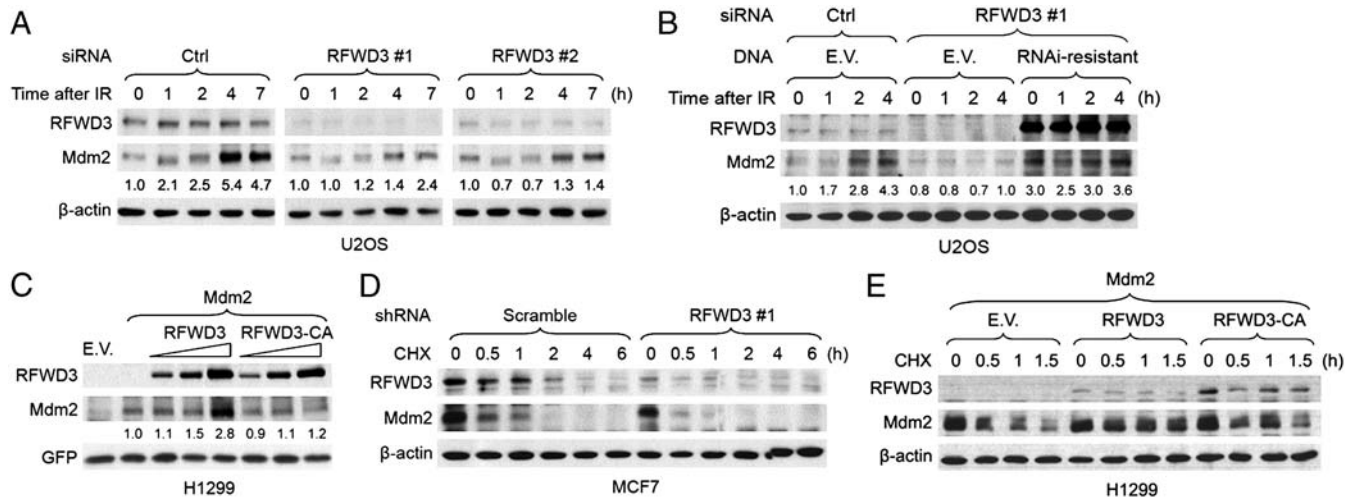 A
siRNA Ctrl RFWD3 #1 RFWD3 #2
Time after IR 0 1 2 4 7 0 1 2 4 7 0 1 2 4 7 (h)
RFWD3
Mdm2
1.0 2.1 2.5 5.4 4.7 1.0 1.0 1.2 1.4 2.4 1.0 0.7 0.7 1.3 1.4
β-actin
U2OS
B
siRNA Ctrl RFWD3 #1
DNA E.V. E.V. RNAi-resistant
Time after IR 0 1 2 4 0 1 2 4 0 1 2 4 (h)
RFWD3
Mdm2
1.0 1.7 2.8 4.3 0.8 0.8 0.7 1.0 3.0 2.5 3.0 3.6
β-actin
U2OS
C
Mdm2
E.V. RFWD3 RFWD3-CA
RFWD3
Mdm2
1.0 1.1 1.5 2.8 0.9 1.1 1.2
GFP
H1299
D
shRNA Scramble RFWD3 #1
CHX 0 0.5 1 2 4 6 0 0.5 1 2 4 6 (h)
RFWD3
Mdm2
β-actin
MCF7
E
Mdm2
E.V. RFWD3 RFWD3-CA
CHX 0 0.5 1 1.5 0 0.5 1 1.5 0 0.5 1 1.5 (h)
RFWD3
Mdm2
β-actin
H1299